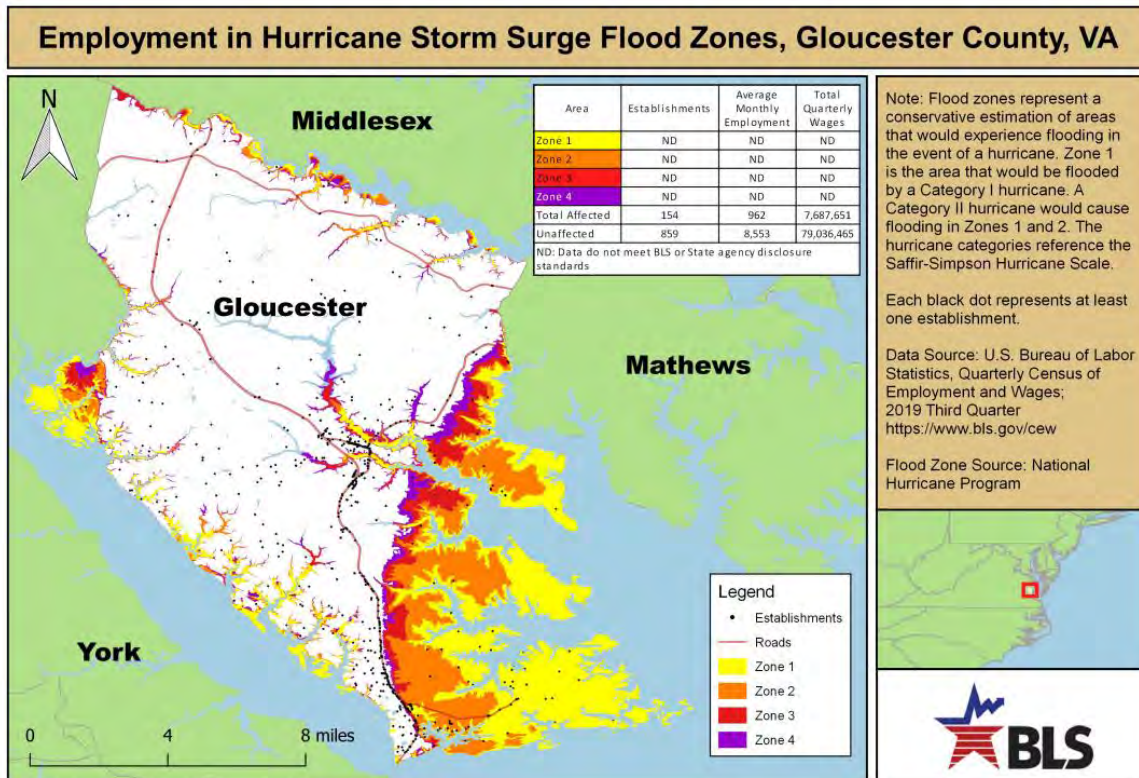 Employment in Hurricane Storm Surge Flood Zones, Gloucester County, VA
N
Middlesex
Gloucester
Mathews
York
Area Establishments Average Monthly Employment Total Quarterly Wages
Zone 1 ND ND ND
Zone 2 ND ND ND
Zone 3 ND ND ND
Zone 4 ND ND ND
Total Affected 154 962 7,687,651
Unaffected 859 8,553 79,036,465
ND: Data do not meet BLS or State agency disclosure
standards
0 4 8 miles
Legend
Establishments
Roads
Zone 1
Zone 2
Zone 3
Zone 4
Note: Flood zones represent a
conservative estimation of areas
that would experience flooding in
the event of a hurricane. Zone 1
is the area that would be flooded
by a Category I hurricane. A
Category II hurricane would cause
flooding in Zones 1 and 2. The
hurricane categories reference the
Saffir-Simpson Hurricane Scale.
Each black dot represents at least
one establishment.
Data Source: U.S. Bureau of Labor
Statistics, Quarterly Census of
Employment and Wages;
2019 Third Quarter
https://www.bls.gov/cew
Flood Zone Source: National
Hurricane Program
BLS